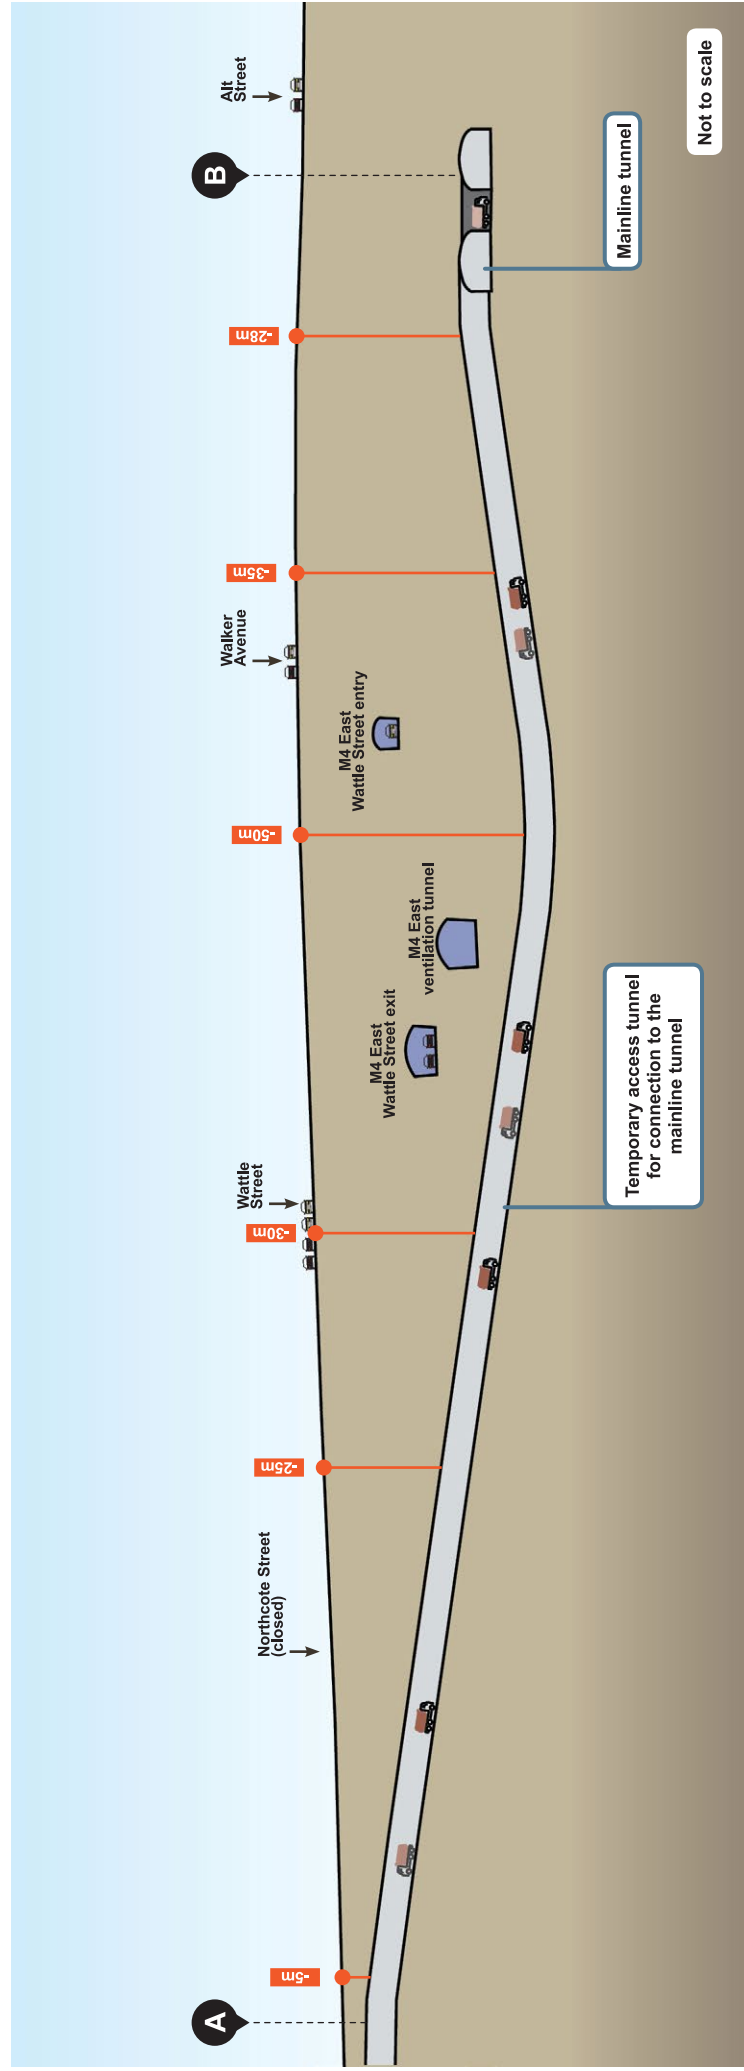 A
-5m
Northcote Street
(closed)
-25m
-30m
Wattle
Street
M4 East
Wattle Street exit
M4 East
ventilation tunnel
-50m
M4 East
Wattle Street entry
Walker
Avenue
-35m
-28m
B
Alt
Street
Temporary access tunnel
for connection to the
mainline tunnel
Mainline tunnel
Not to scale